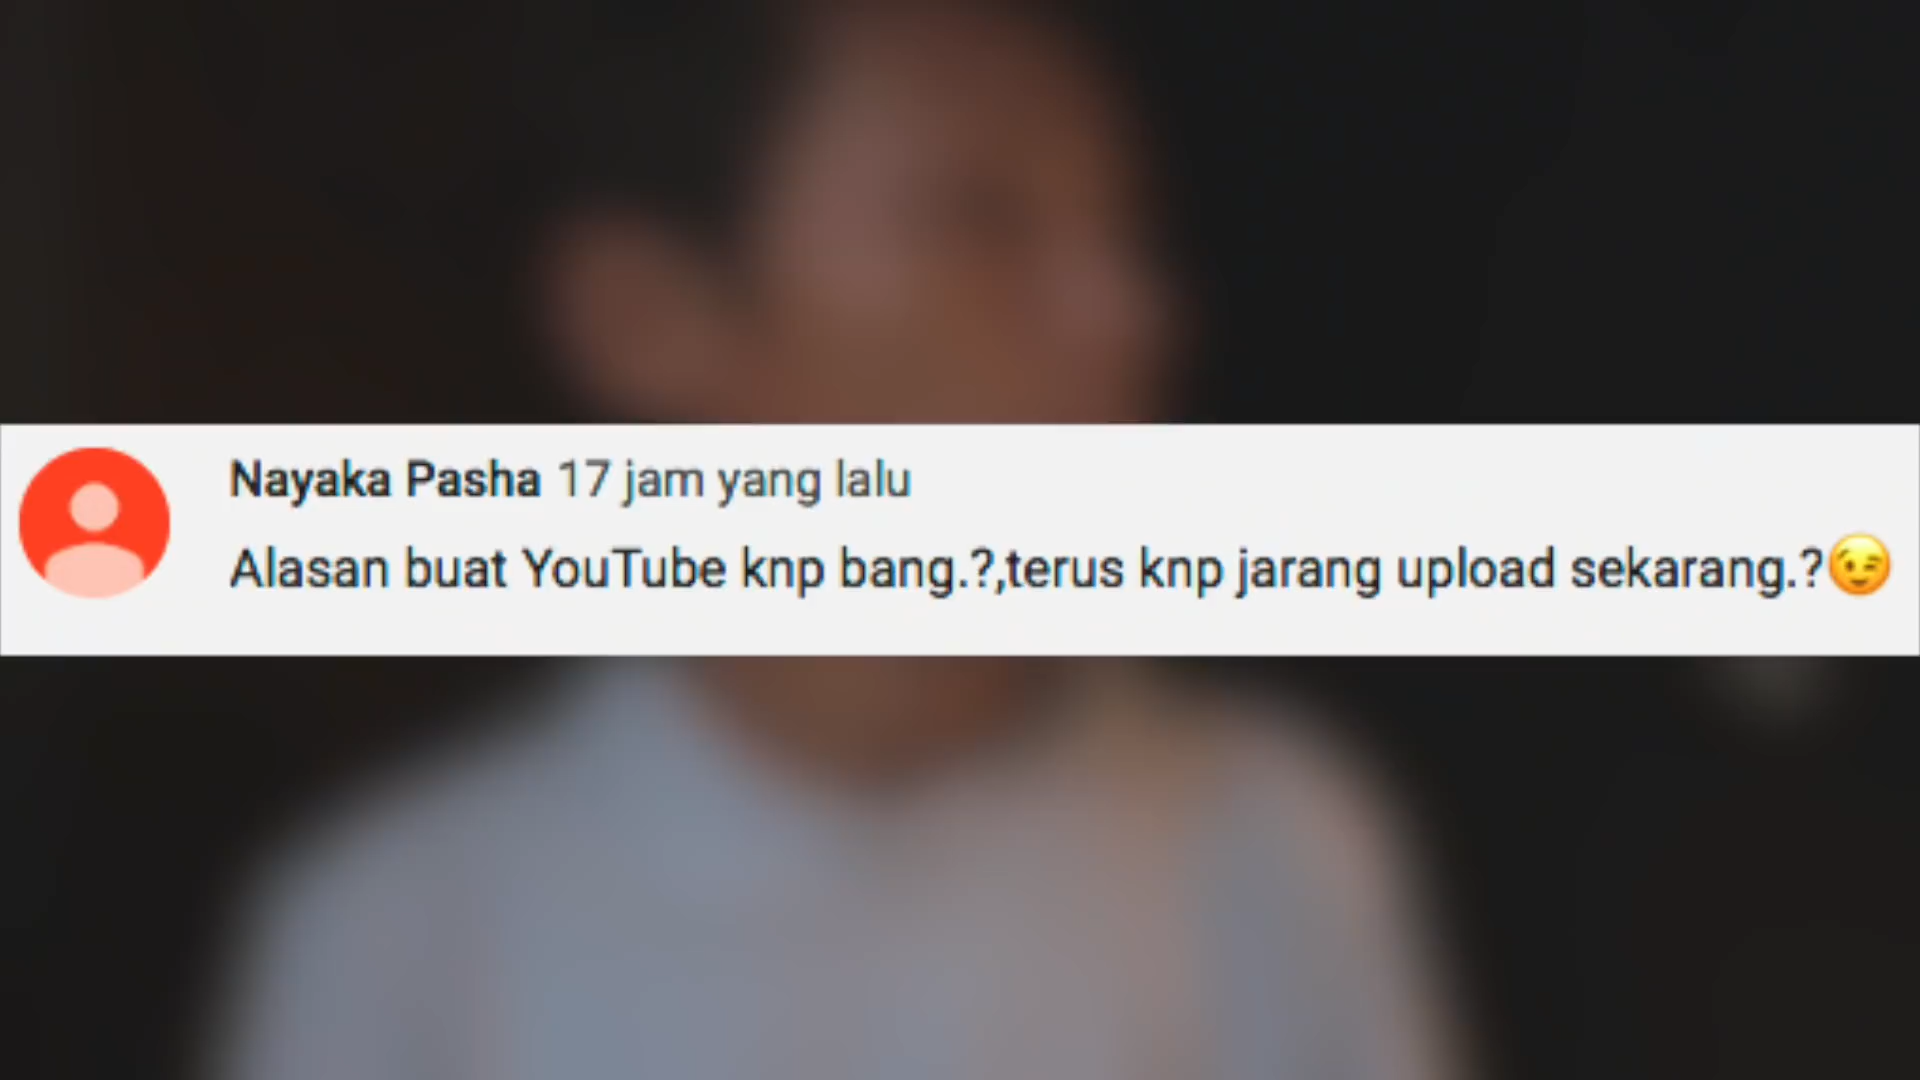 Nayaka Pasha 17 jam yang lalu
Alasan buat YouTube knp bang.?,terus knp jarang upload sekarang.?😉